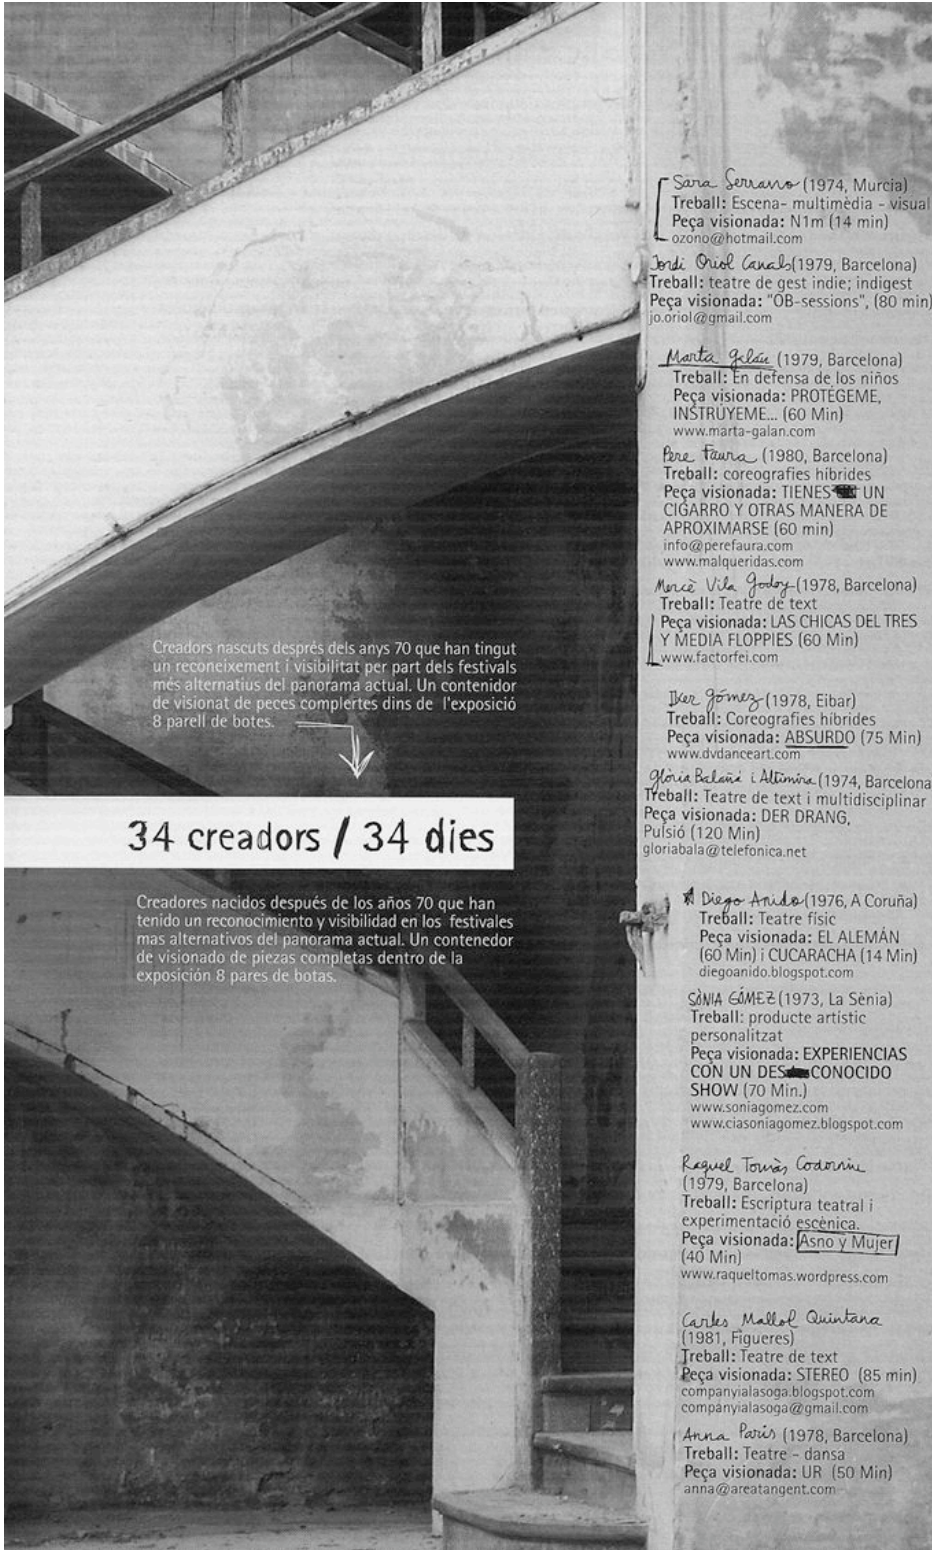 Creadors nascuts després dels anys 70 que han tingut
un reconeixement i visibilitat per part dels festivals
més alternatius del panorama actual. Un contenidor
de visionat de peces complertes dins de l'exposició
8 parell de botes.
34 creadors / 34 dies
Creadores nacidos después de los años 70 que han
tenido un reconocimiento y visibilidad en los festivales
mas alternativos del panorama actual. Un contenedor
de visionado de piezas completas dentro de la
exposición 8 pares de botas.
Sara Serrano (1974, Murcia)
Treball: Escena- multimèdia - visual
Peça visionada: N1m (14 min)
ozono@hotmail.com
Jordi Oriol Canals (1979, Barcelona)
Treball: teatre de gest indie; indigest
Peça visionada: "OB-sessions", (80 min)
jo.oriol@gmail.com
Marta Galán (1979, Barcelona)
Treball: En defensa de los niños
Peça visionada: PROTÉGEME,
INSTRÚYEME... (60 Min)
www.marta-galan.com
Pere Faura (1980, Barcelona)
Treball: coreografies híbrides
Peça visionada: TIENES UN
CIGARRO Y OTRAS MANERA DE
APROXIMARSE (60 min)
info@perefaura.com
www.malqueridas.com
Mercè Vila Godoy (1978, Barcelona)
Treball: Teatre de text
Peça visionada: LAS CHICAS DEL TRES
Y MEDIA FLOPPIES (60 Min)
www.factorfei.com
Iker Gómez (1978, Eibar)
Treball: Coreografies híbrides
Peça visionada: ABSURDO (75 Min)
www.dvdanceart.com
Glòria Balañá i Altimira (1974, Barcelona
Treball: Teatre de text i multidisciplinar
Peça visionada: DER DRANG,
Pulsió (120 Min)
gloriabala@telefonica.net
Diego Anido (1976, A Coruña)
Treball: Teatre físic
Peça visionada: EL ALEMÁN
(60 Min) i CUCARACHA (14 Min)
diegoanido.blogspot.com
SÒNIA GÓMEZ (1973, La Sènia)
Treball: producte artístic
personalitzat
Peça visionada: EXPERIENCIAS
CON UN DESCONOCIDO
SHOW (70 Min.)
www.soniagomez.com
www.ciasoniagomez.blogspot.com
Raquel Tomàs Codorniu
(1979, Barcelona)
Treball: Escriptura teatral i
experimentació escènica.
Peça visionada: Asno y Mujer
(40 Min)
www.raqueltomas.wordpress.com
Carles Mallol Quintana
(1981, Figueres)
Treball: Teatre de text
Peça visionada: STEREO (85 min)
companyialasoga.blogspot.com
companyialasoga@gmail.com
Anna París (1978, Barcelona)
Treball: Teatre - dansa
Peça visionada: UR (50 Min)
anna@areatangent.com